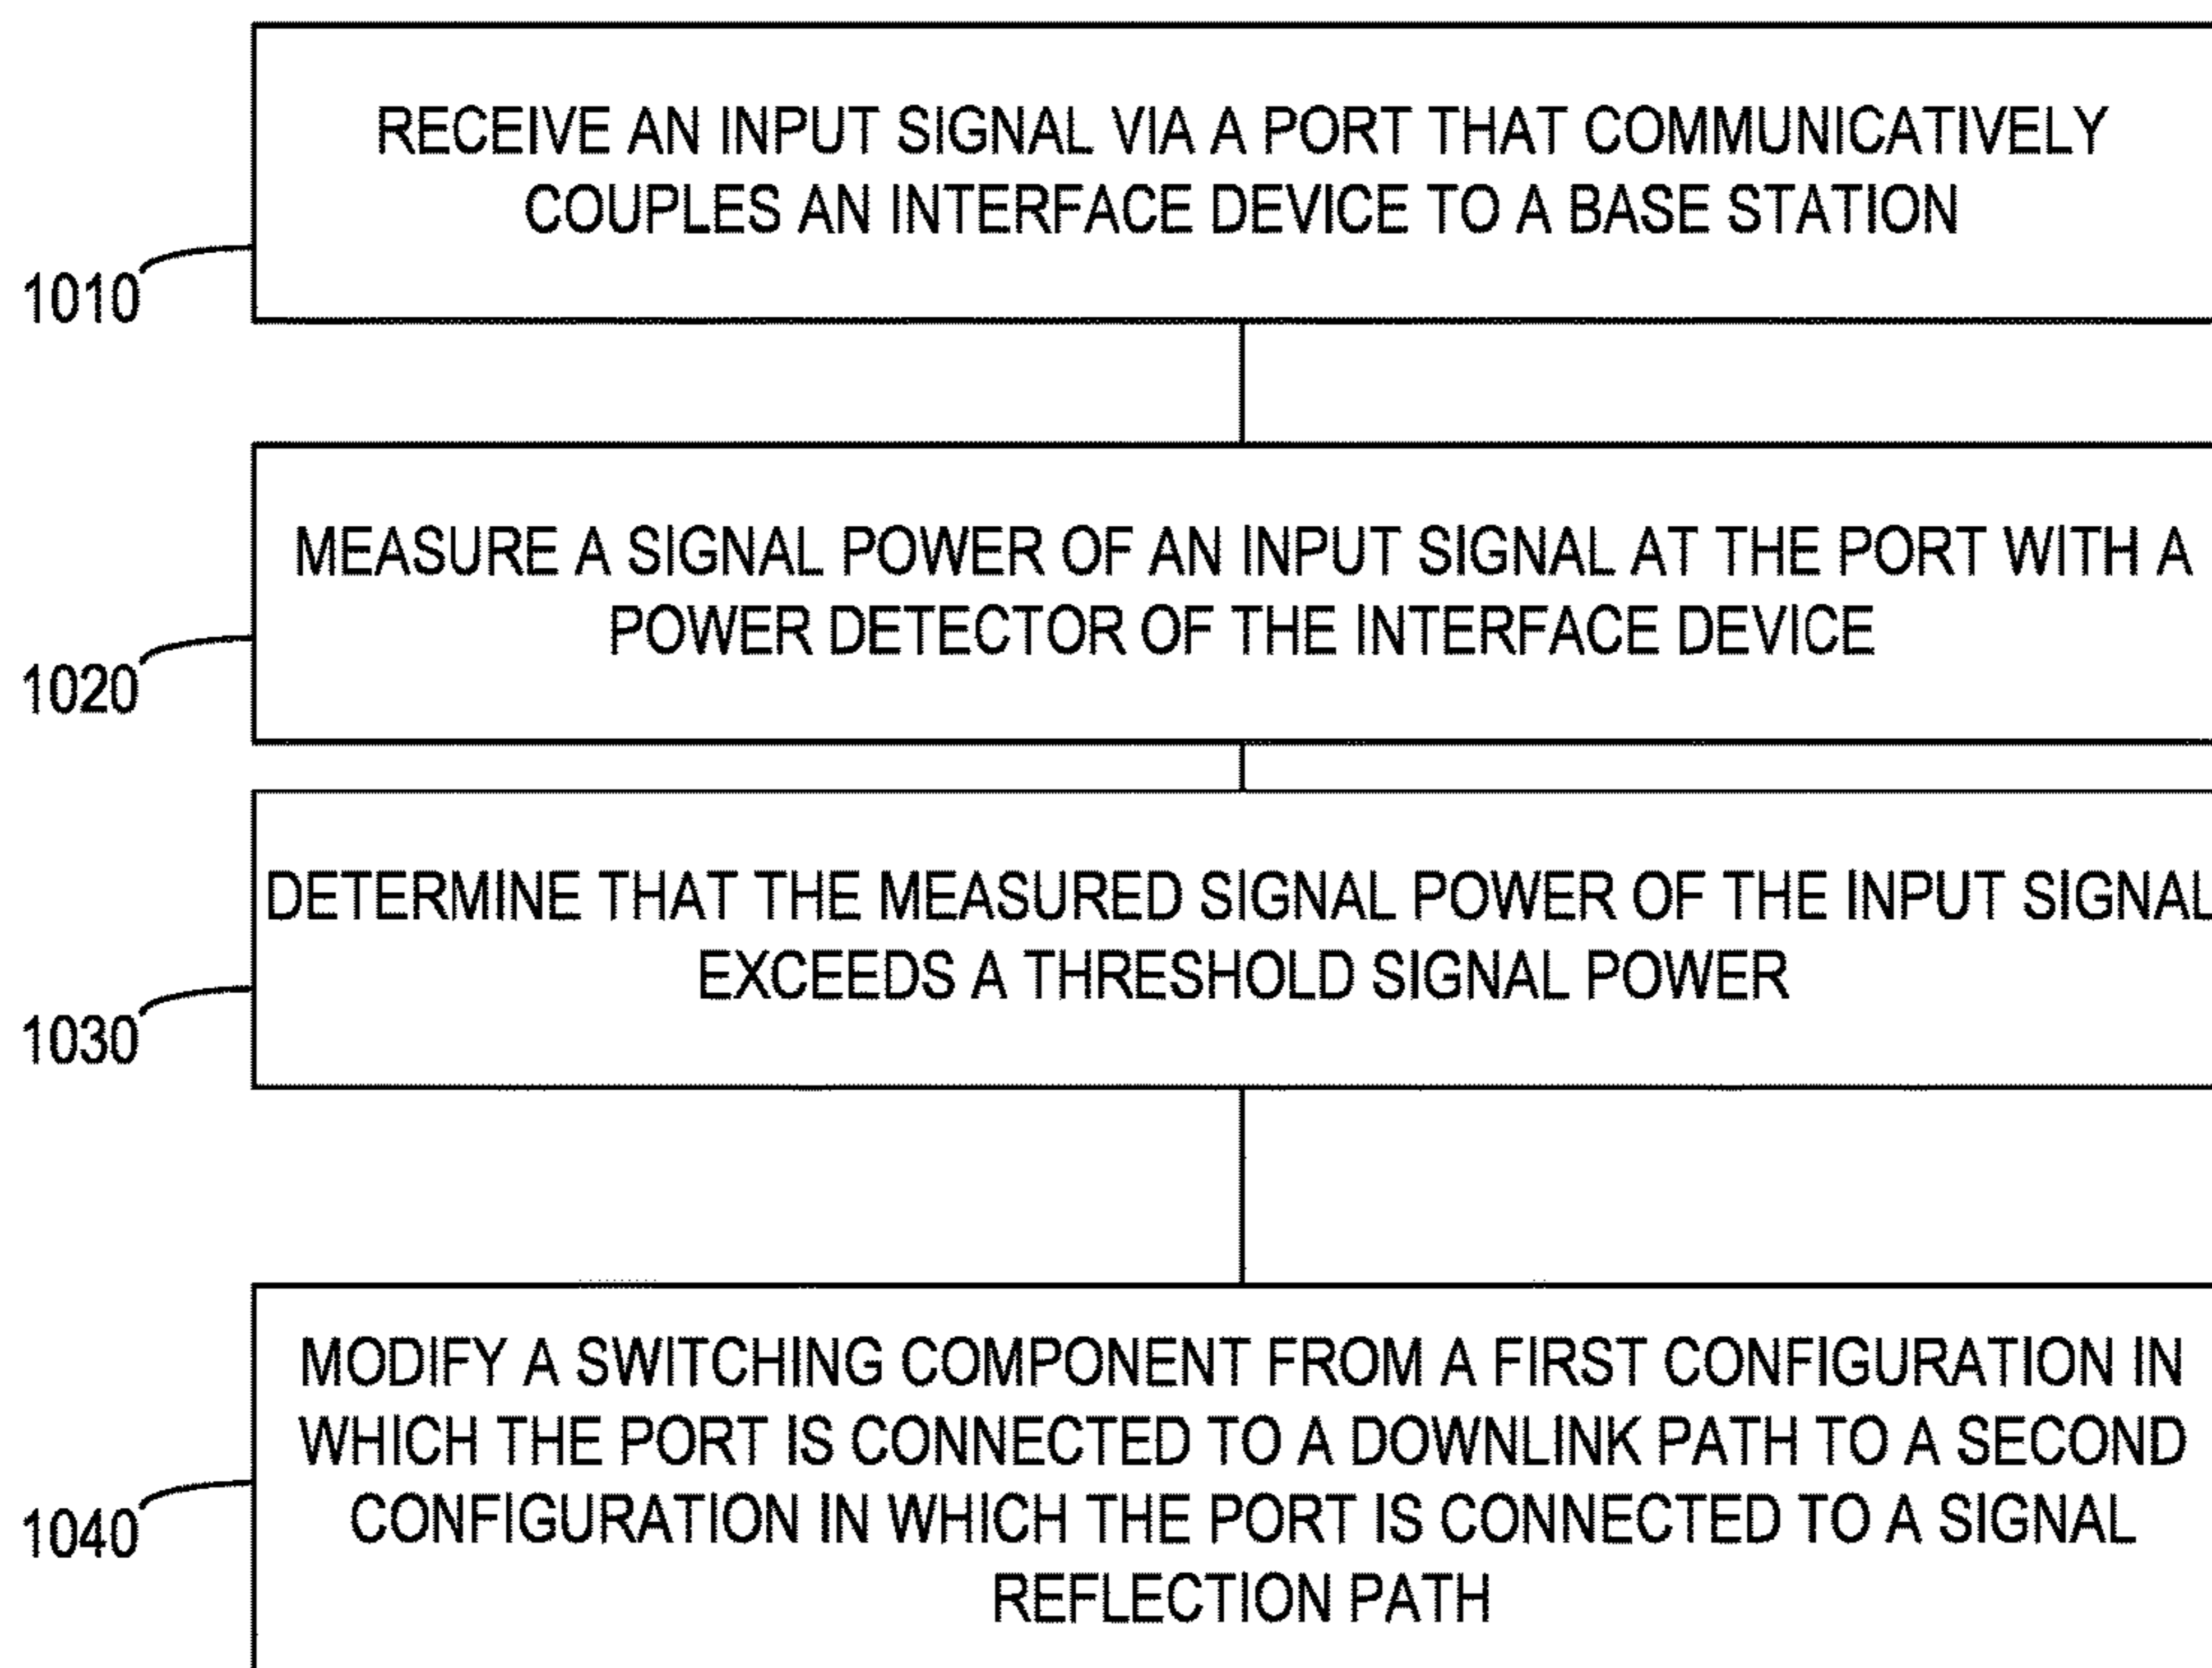 RECEIVE AN INPUT SIGNAL VIA A PORT THAT COMMUNICATIVELY
COUPLES AN INTERFACE DEVICE TO A BASE STATION
1010
MEASURE A SIGNAL POWER OF AN INPUT SIGNAL AT THE PORT WITH A
POWER DETECTOR OF THE INTERFACE DEVICE
1020
DETERMINE THAT THE MEASURED SIGNAL POWER OF THE INPUT SIGNAL
EXCEEDS A THRESHOLD SIGNAL POWER
1030
MODIFY A SWITCHING COMPONENT FROM A FIRST CONFIGURATION IN
WHICH THE PORT IS CONNECTED TO A DOWNLINK PATH TO A SECOND
CONFIGURATION IN WHICH THE PORT IS CONNECTED TO A SIGNAL
REFLECTION PATH
1040